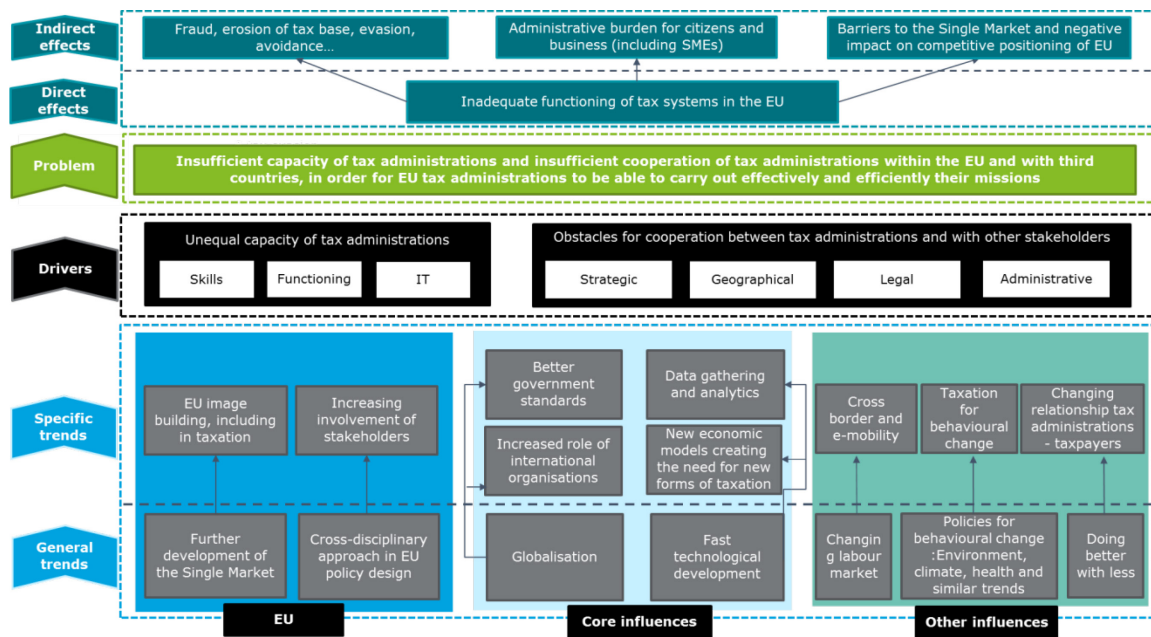 Indirect
effects
Fraud, erosion of tax base, evasion,
avoidance...
Administrative burden for citizens and
business (including SMEs)
Barriers to the Single Market and negative
impact on competitive positioning of EU
Direct
effects
Inadequate functioning of tax systems in the EU
Problem
Insufficient capacity of tax administrations and insufficient cooperation of tax administrations within the EU and with third
countries, in order for EU tax administrations to be able to carry out effectively and efficiently their missions
Drivers
Unequal capacity of tax administrations
Skills
Functioning
IT
Obstacles for cooperation between tax administrations and with other stakeholders
Strategic
Geographical
Legal
Administrative
Specific
trends
EU image
building, including
in taxation
Increasing
involvement of
stakeholders
Better
government
standards
Data gathering
and analytics
Increased role of
international
organisations
New economic
models creating
the need for new
forms of taxation
Cross
border and
e-mobility
Taxation
for
behavioural
change
Changing
relationship tax
administrations
- taxpayers
General
trends
Further
development of
the Single Market
Cross-disciplinary
approach in EU
policy design
Globalisation
Fast
technological
development
Changin
g labour
market
Policies for
behavioural change
:Environment,
climate, health and
similar trends
Doing
better
with less
EU
Core influences
Other influences